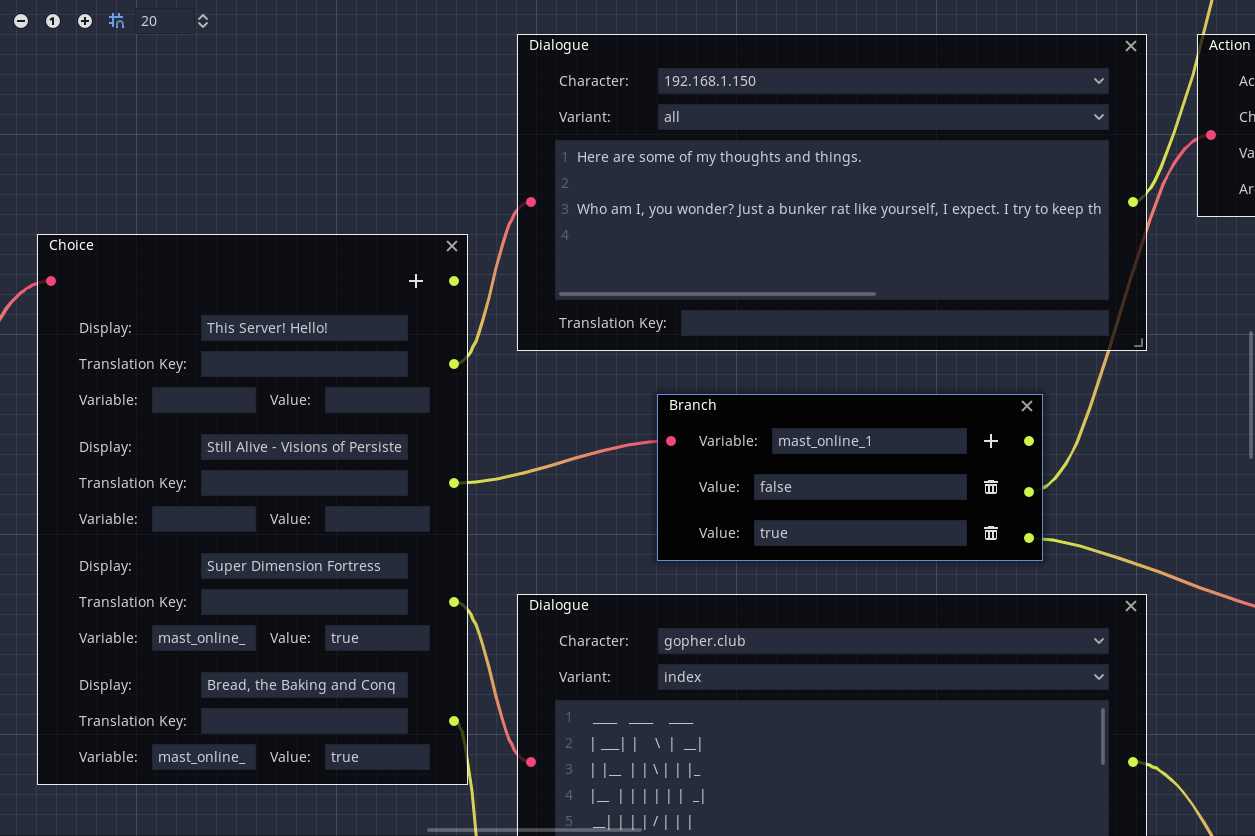 1 20
Dialogue
Character: 192.168.1.150
Variant: all
1 Here are some of my thoughts and things.
2
3 Who am I, you wonder? Just a bunker rat like yourself, I expect. I try to keep th
4
Translation Key:
Action
Ac
Ch
Va
Ar
Choice
Display: This Server! Hello!
Translation Key:
Variable: Value:
Display: Still Alive - Visions of Persiste
Translation Key:
Variable: Value:
Display: Super Dimension Fortress
Translation Key:
Variable: mast_online_ Value: true
Display: Bread, the Baking and Conq
Translation Key:
Variable: mast_online_ Value: true
Branch
Variable: mast_online_1
Value: false
Value: true
Dialogue
Character: gopher.club
Variant: index
1 ___ ___ ___
2 | __| | \ | __|
3 | |__ | | \ | | |_
4 |__ | | | | | | _|
5 __| | | | / | | |